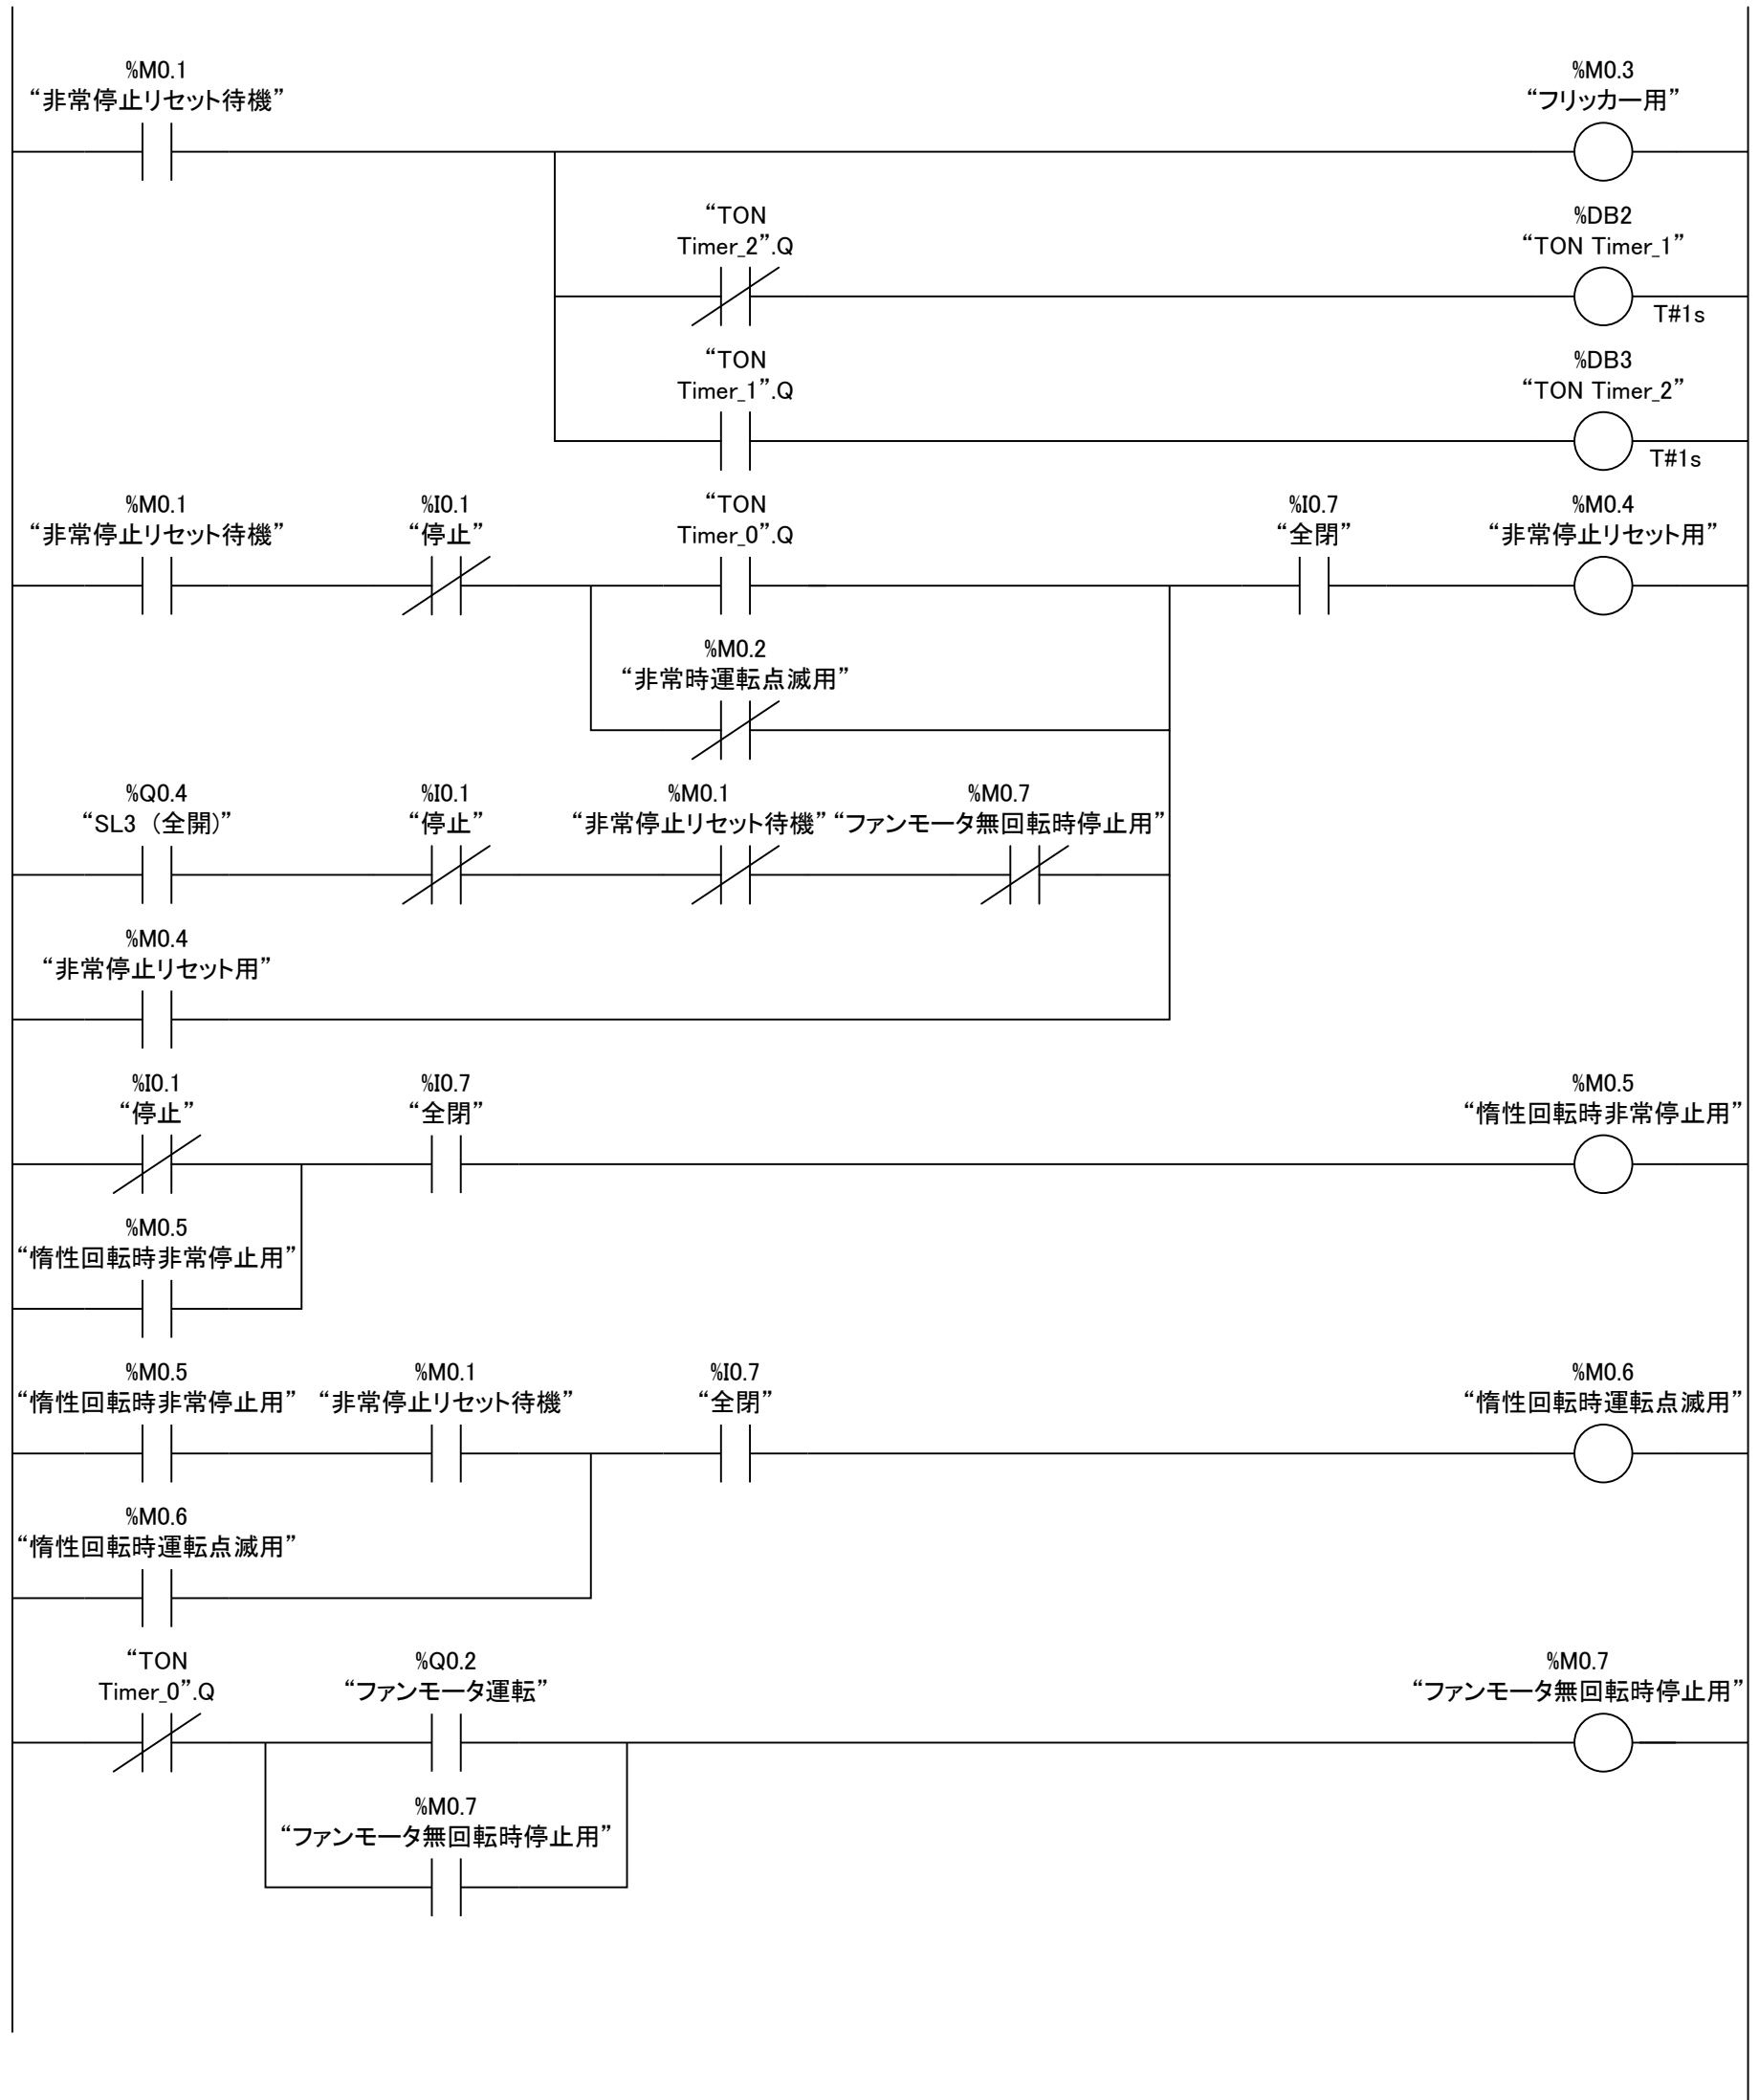 %M0.1
“非常停止リセット待機”
%M0.3
“フリッカー用”
“TON
Timer_2”.Q
%DB2
“TON Timer_1”
T#1s
“TON
Timer_1”.Q
%DB3
“TON Timer_2”
T#1s
%M0.1
“非常停止リセット待機”
%I0.1
“停止”
“TON
Timer_0”.Q
%I0.7
“全閉”
%M0.4
“非常停止リセット用”
%M0.2
“非常時運転点滅用”
%Q0.4
“SL3 （全開)”
%I0.1
“停止”
%M0.1
“非常停止リセット待機”
%M0.7
“ファンモータ無回転時停止用”
%M0.4
“非常停止リセット用”
%I0.1
“停止”
%I0.7
“全閉”
%M0.5
“惰性回転時非常停止用”
%M0.5
“惰性回転時非常停止用”
%M0.5
“惰性回転時非常停止用”
%M0.1
“非常停止リセット待機”
%I0.7
“全閉”
%M0.6
“惰性回転時運転点滅用”
%M0.6
“惰性回転時運転点滅用”
“TON
Timer_0”.Q
%Q0.2
“ファンモータ運転”
%M0.7
“ファンモータ無回転時停止用”
%M0.7
“ファンモータ無回転時停止用”